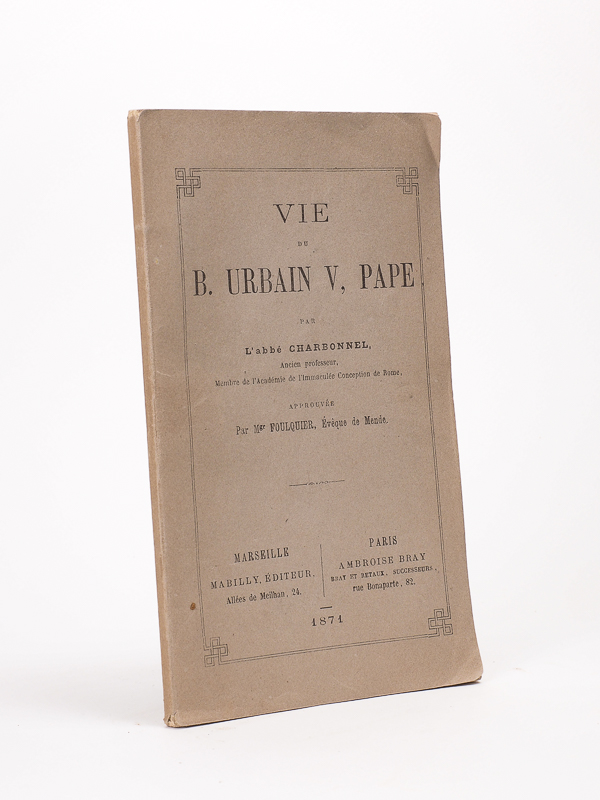 VIE
DU
B. URBAIN V, PAPE
PAR
L'abbé CHARBONNEL,
Ancien professeur,
Membre de l'Académie de l'Immaculée Conception de Rome,
APPROUVÉE
Par Mgr FOULQUIER, Évêque de Mende.
MARSEILLE
MABILLY, ÉDITEUR,
Allées de Meilhan, 24.
PARIS
AMBROISE BRAY
BRAY ET RETAUX, SUCCESSEURS,
rue Bonaparte, 82.
1871